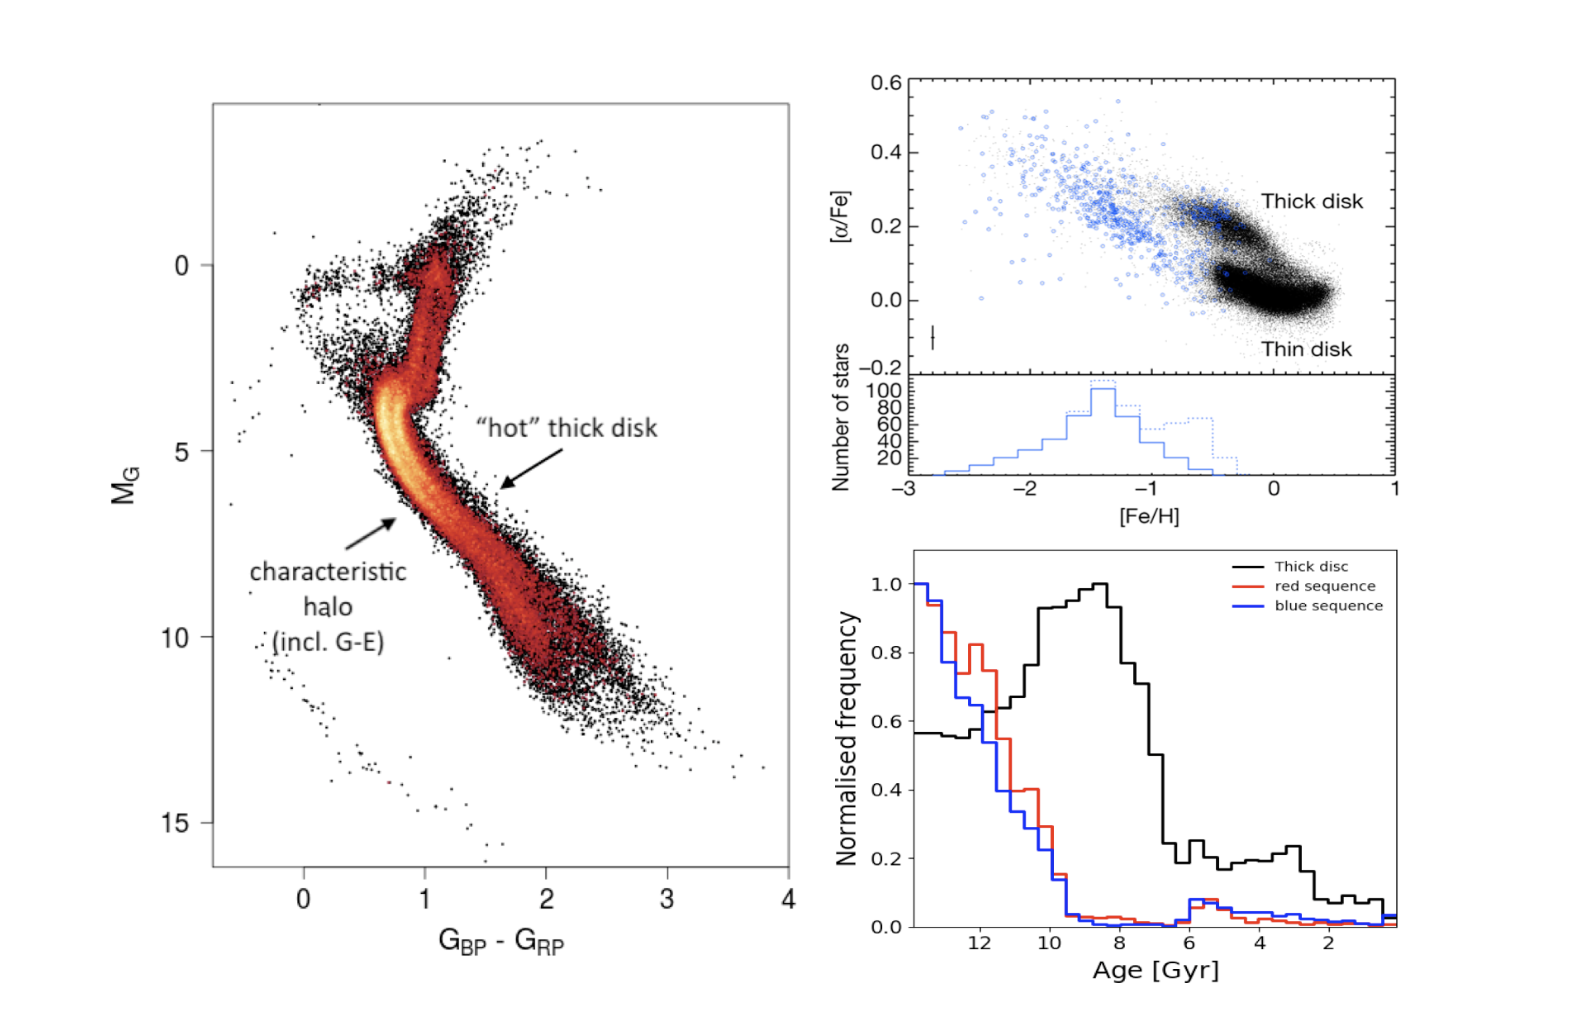 0
5
10
15
M_G
0 1 2 3 4
G_BP - G_RP
“hot” thick disk
characteristic
halo
(incl. G-E)
0.6
0.4
0.2
0.0
−0.2
[α/Fe]
Thick disk
Thin disk
100
80
60
40
20
Number of stars
−3 −2 −1 0 1
[Fe/H]
1.0
0.8
0.6
0.4
0.2
0.0
Normalised frequency
Thick disc
red sequence
blue sequence
12 10 8 6 4 2
Age [Gyr]